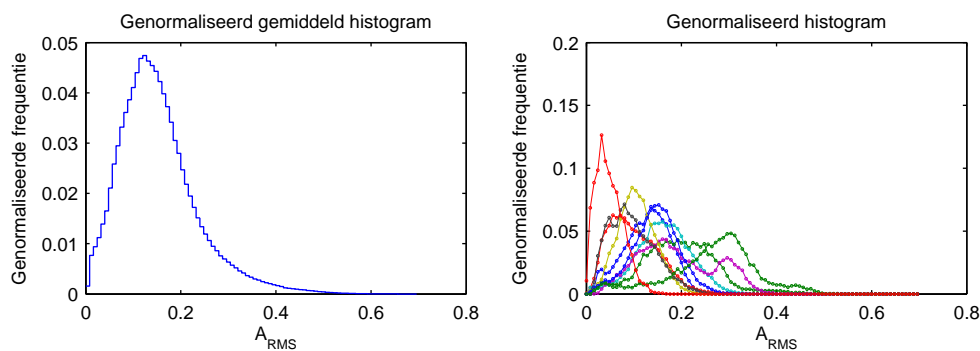 Genormaliseerd gemiddeld histogram
Genormaliseerde frequentie
0.05
0.04
0.03
0.02
0.01
0
0 0.2 0.4 0.6 0.8
A_RMS
Genormaliseerd histogram
Genormaliseerde frequentie
0.2
0.15
0.1
0.05
0
0 0.2 0.4 0.6 0.8
A_RMS